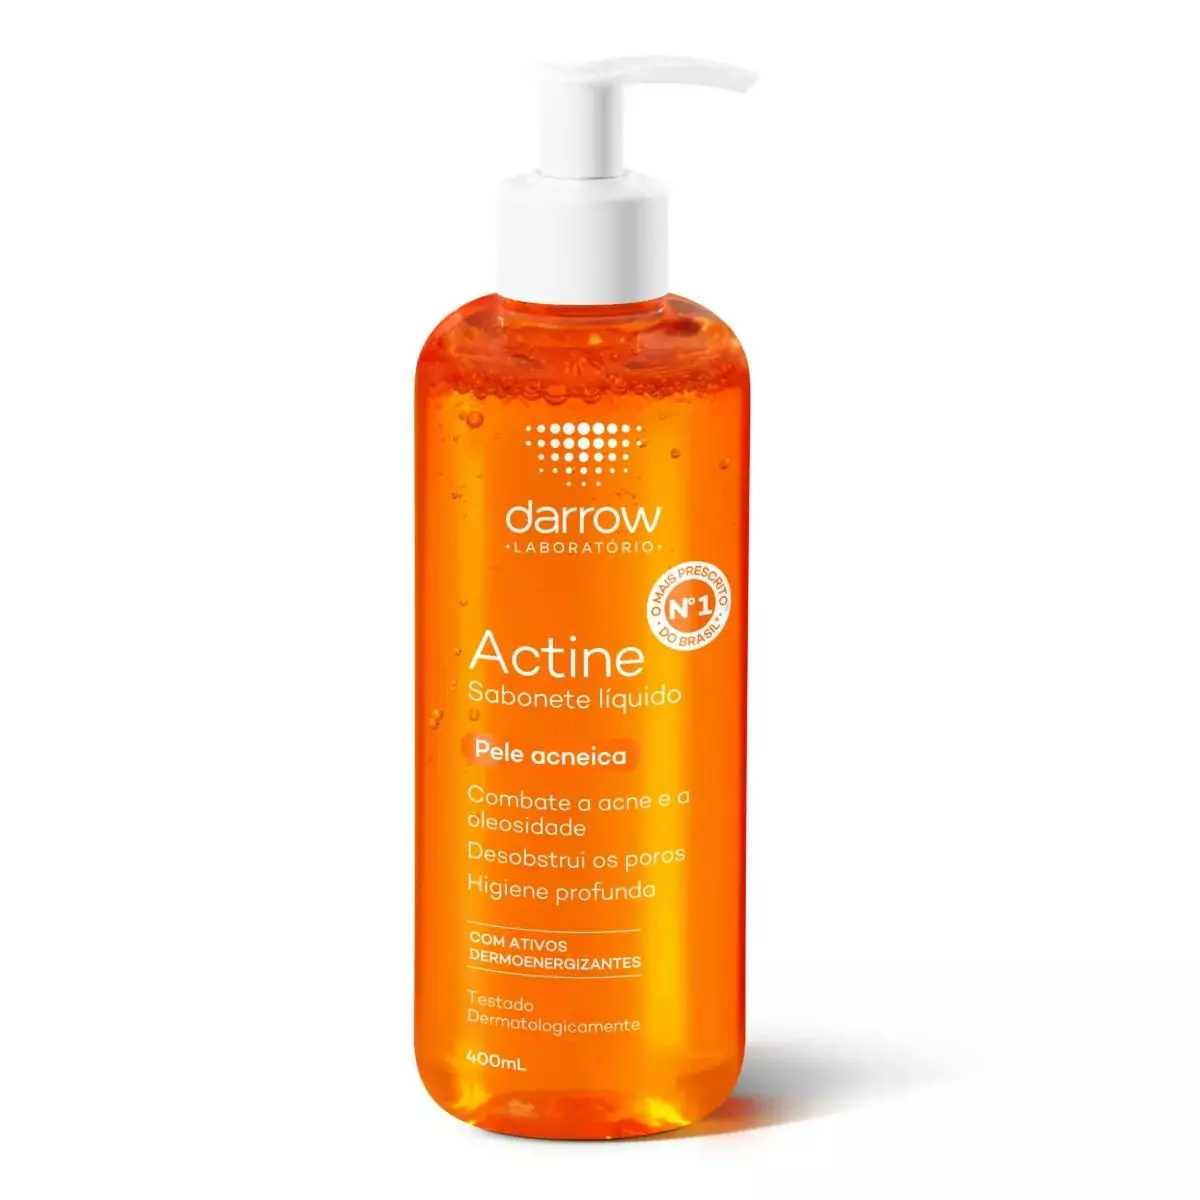 darrow
•LABORATÓRIO•
O MAIS PRESCRITO
Nº1
• DO BRASIL*•
Actine
Sabonete líquido
Pele acneica
Combate a acne e a
oleosidade
Desobstrui os poros
Higiene profunda
COM ATIVOS
DERMOENERGIZANTES
Testado
Dermatologicamente
400mL